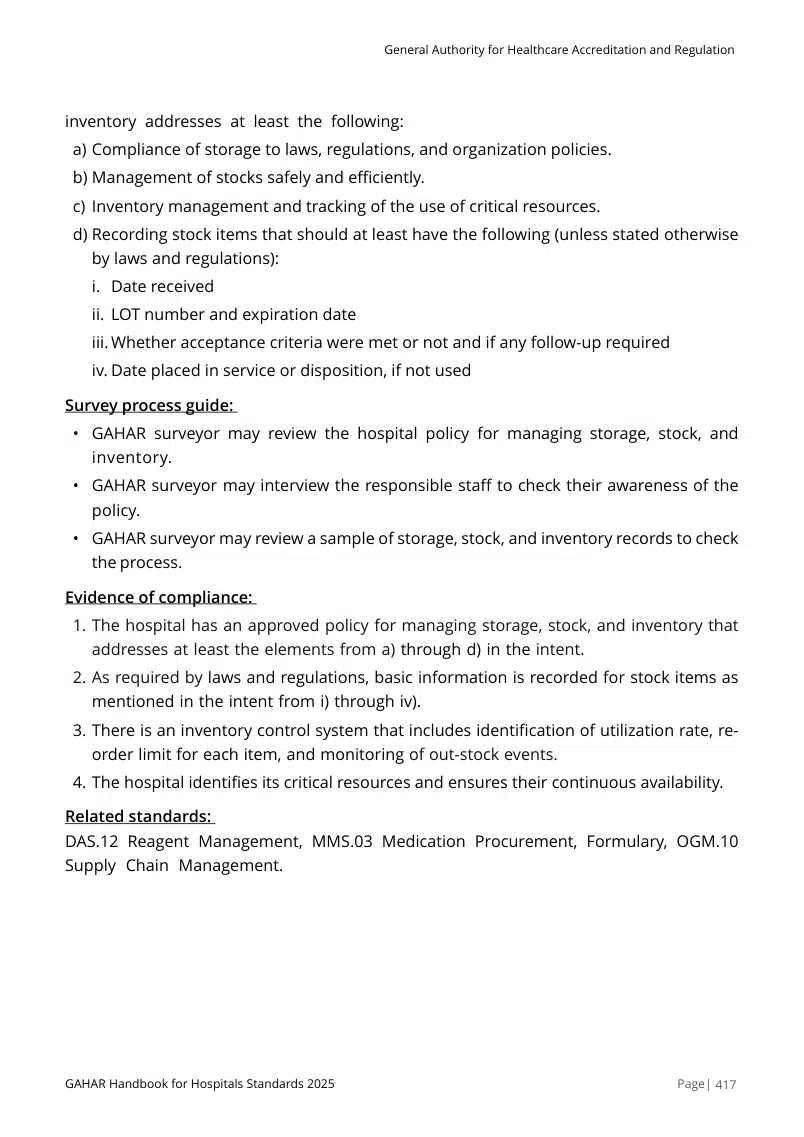 General Authority for Healthcare Accreditation and Regulation
inventory addresses at least the following:
a) Compliance of storage to laws, regulations, and organization policies.
b) Management of stocks safely and efficiently.
c) Inventory management and tracking of the use of critical resources.
d) Recording stock items that should at least have the following (unless stated otherwise
by laws and regulations):
i. Date received
ii. LOT number and expiration date
iii. Whether acceptance criteria were met or not and if any follow-up required
iv. Date placed in service or disposition, if not used
Survey process guide:
• GAHAR surveyor may review the hospital policy for managing storage, stock, and
inventory.
• GAHAR surveyor may interview the responsible staff to check their awareness of the
policy.
• GAHAR surveyor may review a sample of storage, stock, and inventory records to check
the process.
Evidence of compliance:
1. The hospital has an approved policy for managing storage, stock, and inventory that
addresses at least the elements from a) through d) in the intent.
2. As required by laws and regulations, basic information is recorded for stock items as
mentioned in the intent from i) through iv).
3. There is an inventory control system that includes identification of utilization rate, re-
order limit for each item, and monitoring of out-stock events.
4. The hospital identifies its critical resources and ensures their continuous availability.
Related standards:
DAS.12 Reagent Management, MMS.03 Medication Procurement, Formulary, OGM.10
Supply Chain Management.
GAHAR Handbook for Hospitals Standards 2025
Page| 417